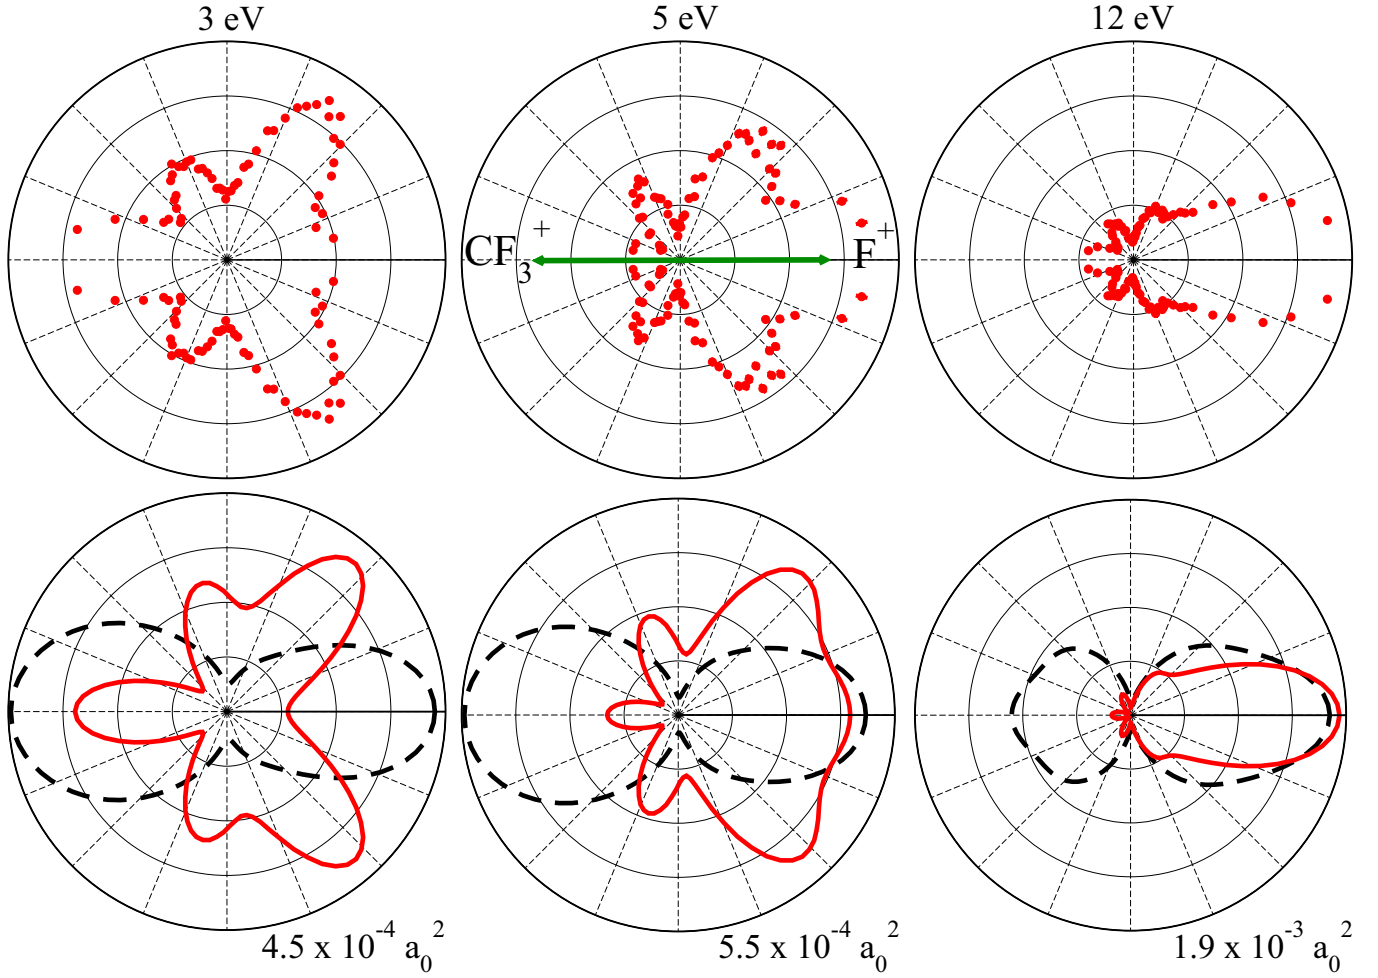 3 eV
5 eV
12 eV
CF₃⁺
F⁺
4.5 x 10⁻⁴ a₀²
5.5 x 10⁻⁴ a₀²
1.9 x 10⁻³ a₀²